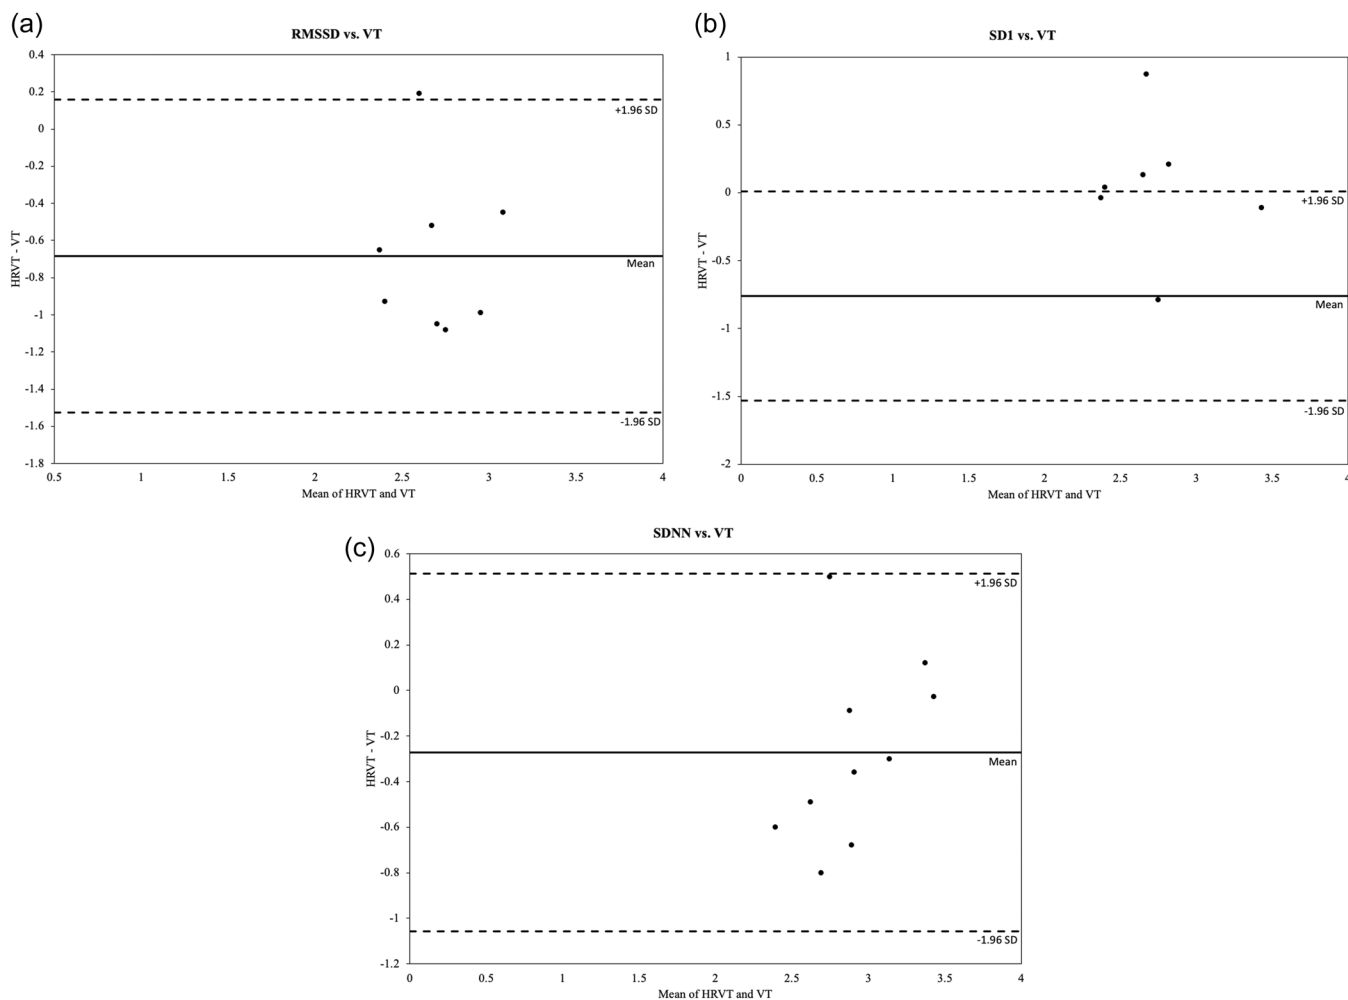 (a)
RMSSD vs. VT
0.4
0.2
0
-0.2
-0.4
-0.6
-0.8
-1
-1.2
-1.4
-1.6
-1.8
HRVT - VT
+1.96 SD
Mean
-1.96 SD
0.5 1 1.5 2 2.5 3 3.5 4
Mean of HRVT and VT
(b)
SD1 vs. VT
1
0.5
0
-0.5
-1
-1.5
-2
HRVT - VT
+1.96 SD
Mean
-1.96 SD
0 0.5 1 1.5 2 2.5 3 3.5 4
Mean of HRVT and VT
(c)
SDNN vs. VT
0.6
0.4
0.2
0
-0.2
-0.4
-0.6
-0.8
-1
-1.2
HRVT - VT
+1.96 SD
Mean
-1.96 SD
0 0.5 1 1.5 2 2.5 3 3.5 4
Mean of HRVT and VT